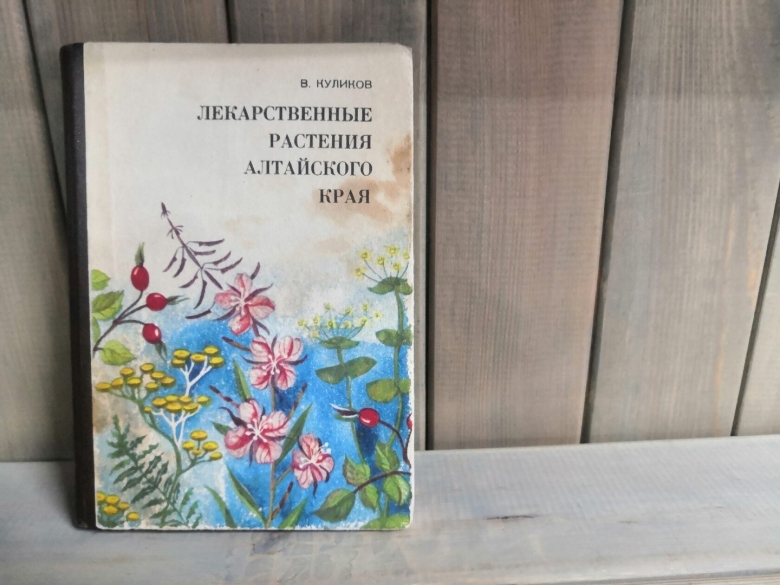 В. КУЛИКОВ
ЛЕКАРСТВЕННЫЕ
РАСТЕНИЯ
АЛТАЙСКОГО
КРАЯ